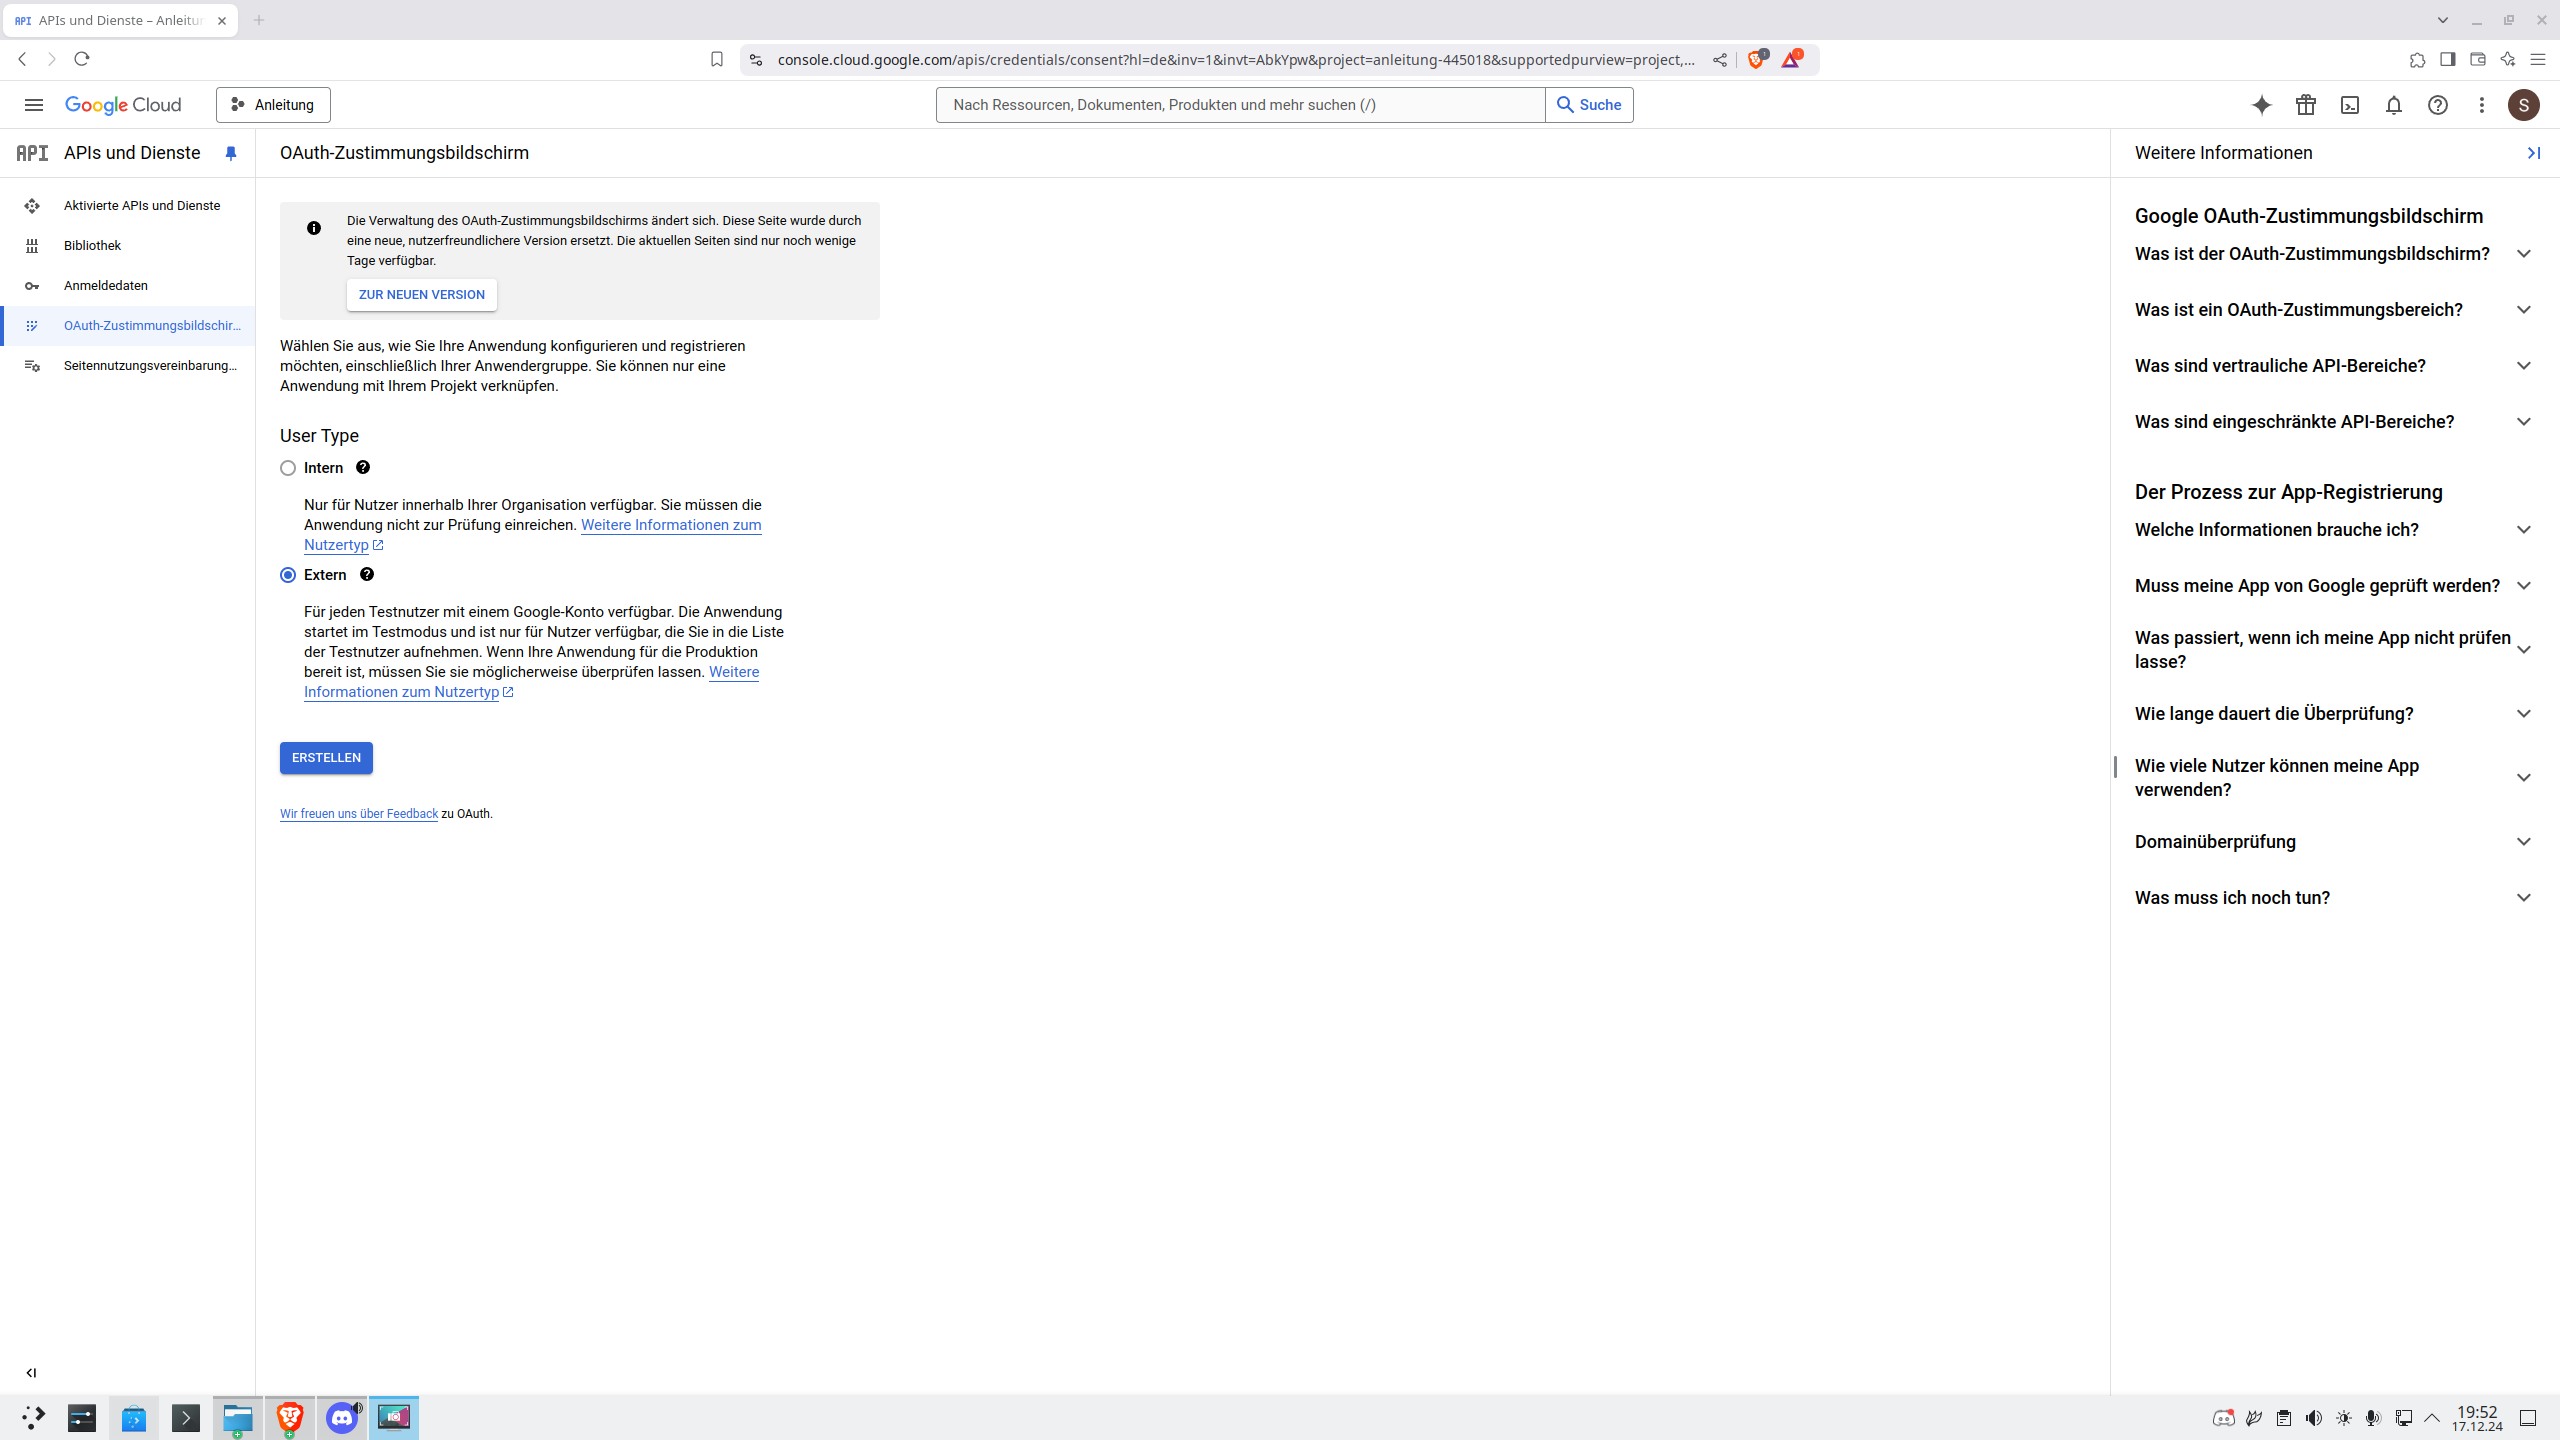 API APIs und Dienste – Anleitu
console.cloud.google.com/apis/credentials/consent?hl=de&inv=1&invt=AbkYpw&project=anleitung-445018&supportedpurview=project,...
1
1
Google Cloud
Anleitung
Nach Ressourcen, Dokumenten, Produkten und mehr suchen (/)
Suche
S
API APIs und Dienste
Aktivierte APIs und Dienste
Bibliothek
Anmeldedaten
OAuth-Zustimmungsbildschir...
Seitennutzungsvereinbarung...
OAuth-Zustimmungsbildschirm
Die Verwaltung des OAuth-Zustimmungsbildschirms ändert sich. Diese Seite wurde durch
eine neue, nutzerfreundlichere Version ersetzt. Die aktuellen Seiten sind nur noch wenige
Tage verfügbar.
ZUR NEUEN VERSION
Wählen Sie aus, wie Sie Ihre Anwendung konfigurieren und registrieren
möchten, einschließlich Ihrer Anwendergruppe. Sie können nur eine
Anwendung mit Ihrem Projekt verknüpfen.
User Type
Intern
Nur für Nutzer innerhalb Ihrer Organisation verfügbar. Sie müssen die
Anwendung nicht zur Prüfung einreichen. Weitere Informationen zum
Nutzertyp
Extern
Für jeden Testnutzer mit einem Google-Konto verfügbar. Die Anwendung
startet im Testmodus und ist nur für Nutzer verfügbar, die Sie in die Liste
der Testnutzer aufnehmen. Wenn Ihre Anwendung für die Produktion
bereit ist, müssen Sie sie möglicherweise überprüfen lassen. Weitere
Informationen zum Nutzertyp
ERSTELLEN
Wir freuen uns über Feedback zu OAuth.
Weitere Informationen
Google OAuth-Zustimmungsbildschirm
Was ist der OAuth-Zustimmungsbildschirm?
Was ist ein OAuth-Zustimmungsbereich?
Was sind vertrauliche API-Bereiche?
Was sind eingeschränkte API-Bereiche?
Der Prozess zur App-Registrierung
Welche Informationen brauche ich?
Muss meine App von Google geprüft werden?
Was passiert, wenn ich meine App nicht prüfen
lasse?
Wie lange dauert die Überprüfung?
Wie viele Nutzer können meine App
verwenden?
Domainüberprüfung
Was muss ich noch tun?
19:52
17.12.24